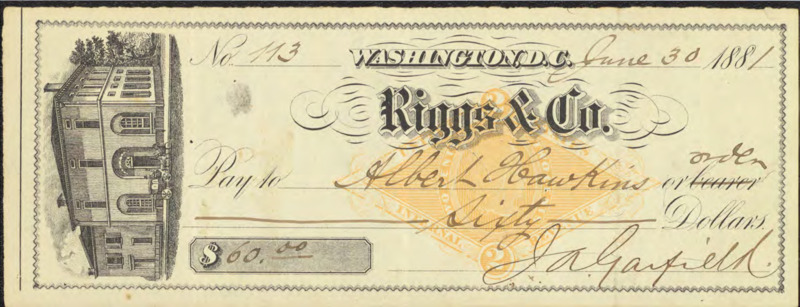 No. 113 WASHINGTON, D.C. June 30 1881
Riggs & Co.
order
Pay to Albert Hawkins or bearer
Sixty Dollars
INTERNAL
$60.00 J A Garfield.